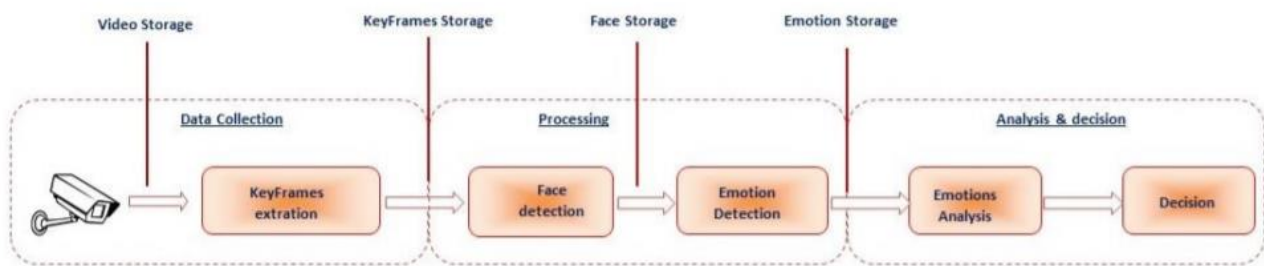 Video Storage
KeyFrames Storage
Face Storage
Emotion Storage
Data Collection
Processing
Analysis & decision
KeyFrames
extration
Face
detection
Emotion
Detection
Emotions
Analysis
Decision